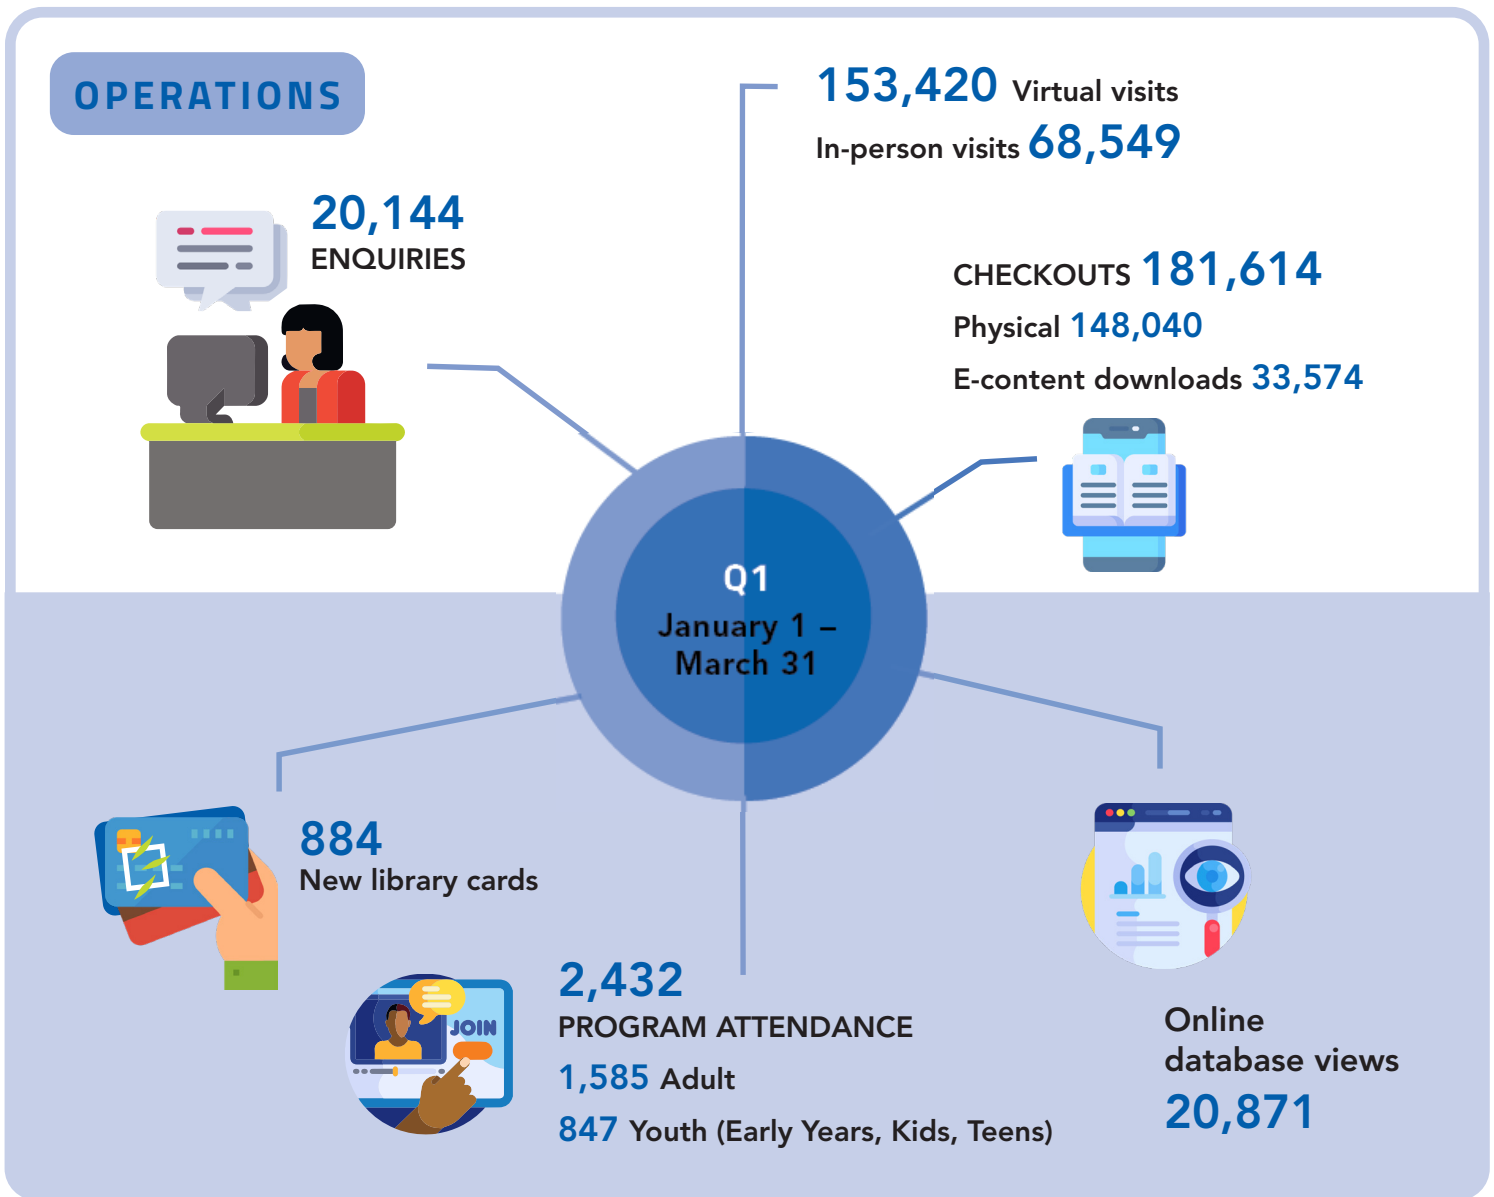 OPERATIONS
153,420 Virtual visits
In-person visits 68,549
20,144
ENQUIRIES
CHECKOUTS 181,614
Physical 148,040
E-content downloads 33,574
Q1
January 1 –
March 31
884
New library cards
2,432
PROGRAM ATTENDANCE
1,585 Adult
847 Youth (Early Years, Kids, Teens)
JOIN
Online
database views
20,871